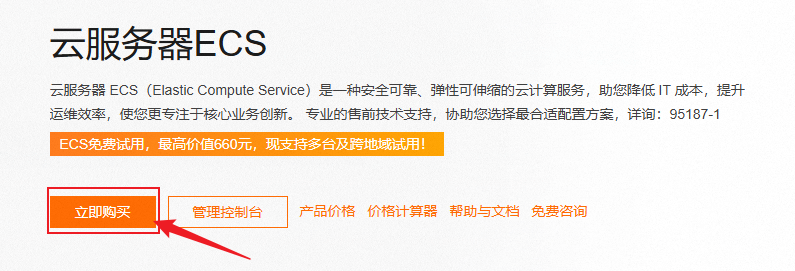 云服务器ECS
云服务器 ECS（Elastic Compute Service）是一种安全可靠、弹性可伸缩的云计算服务，助您降低 IT 成本，提升
运维效率，使您更专注于核心业务创新。 专业的售前技术支持，协助您选择最合适配置方案，详询：95187-1
ECS免费试用，最高价值660元，现支持多台及跨地域试用！
立即购买 管理控制台 产品价格 价格计算器 帮助与文档 免费咨询